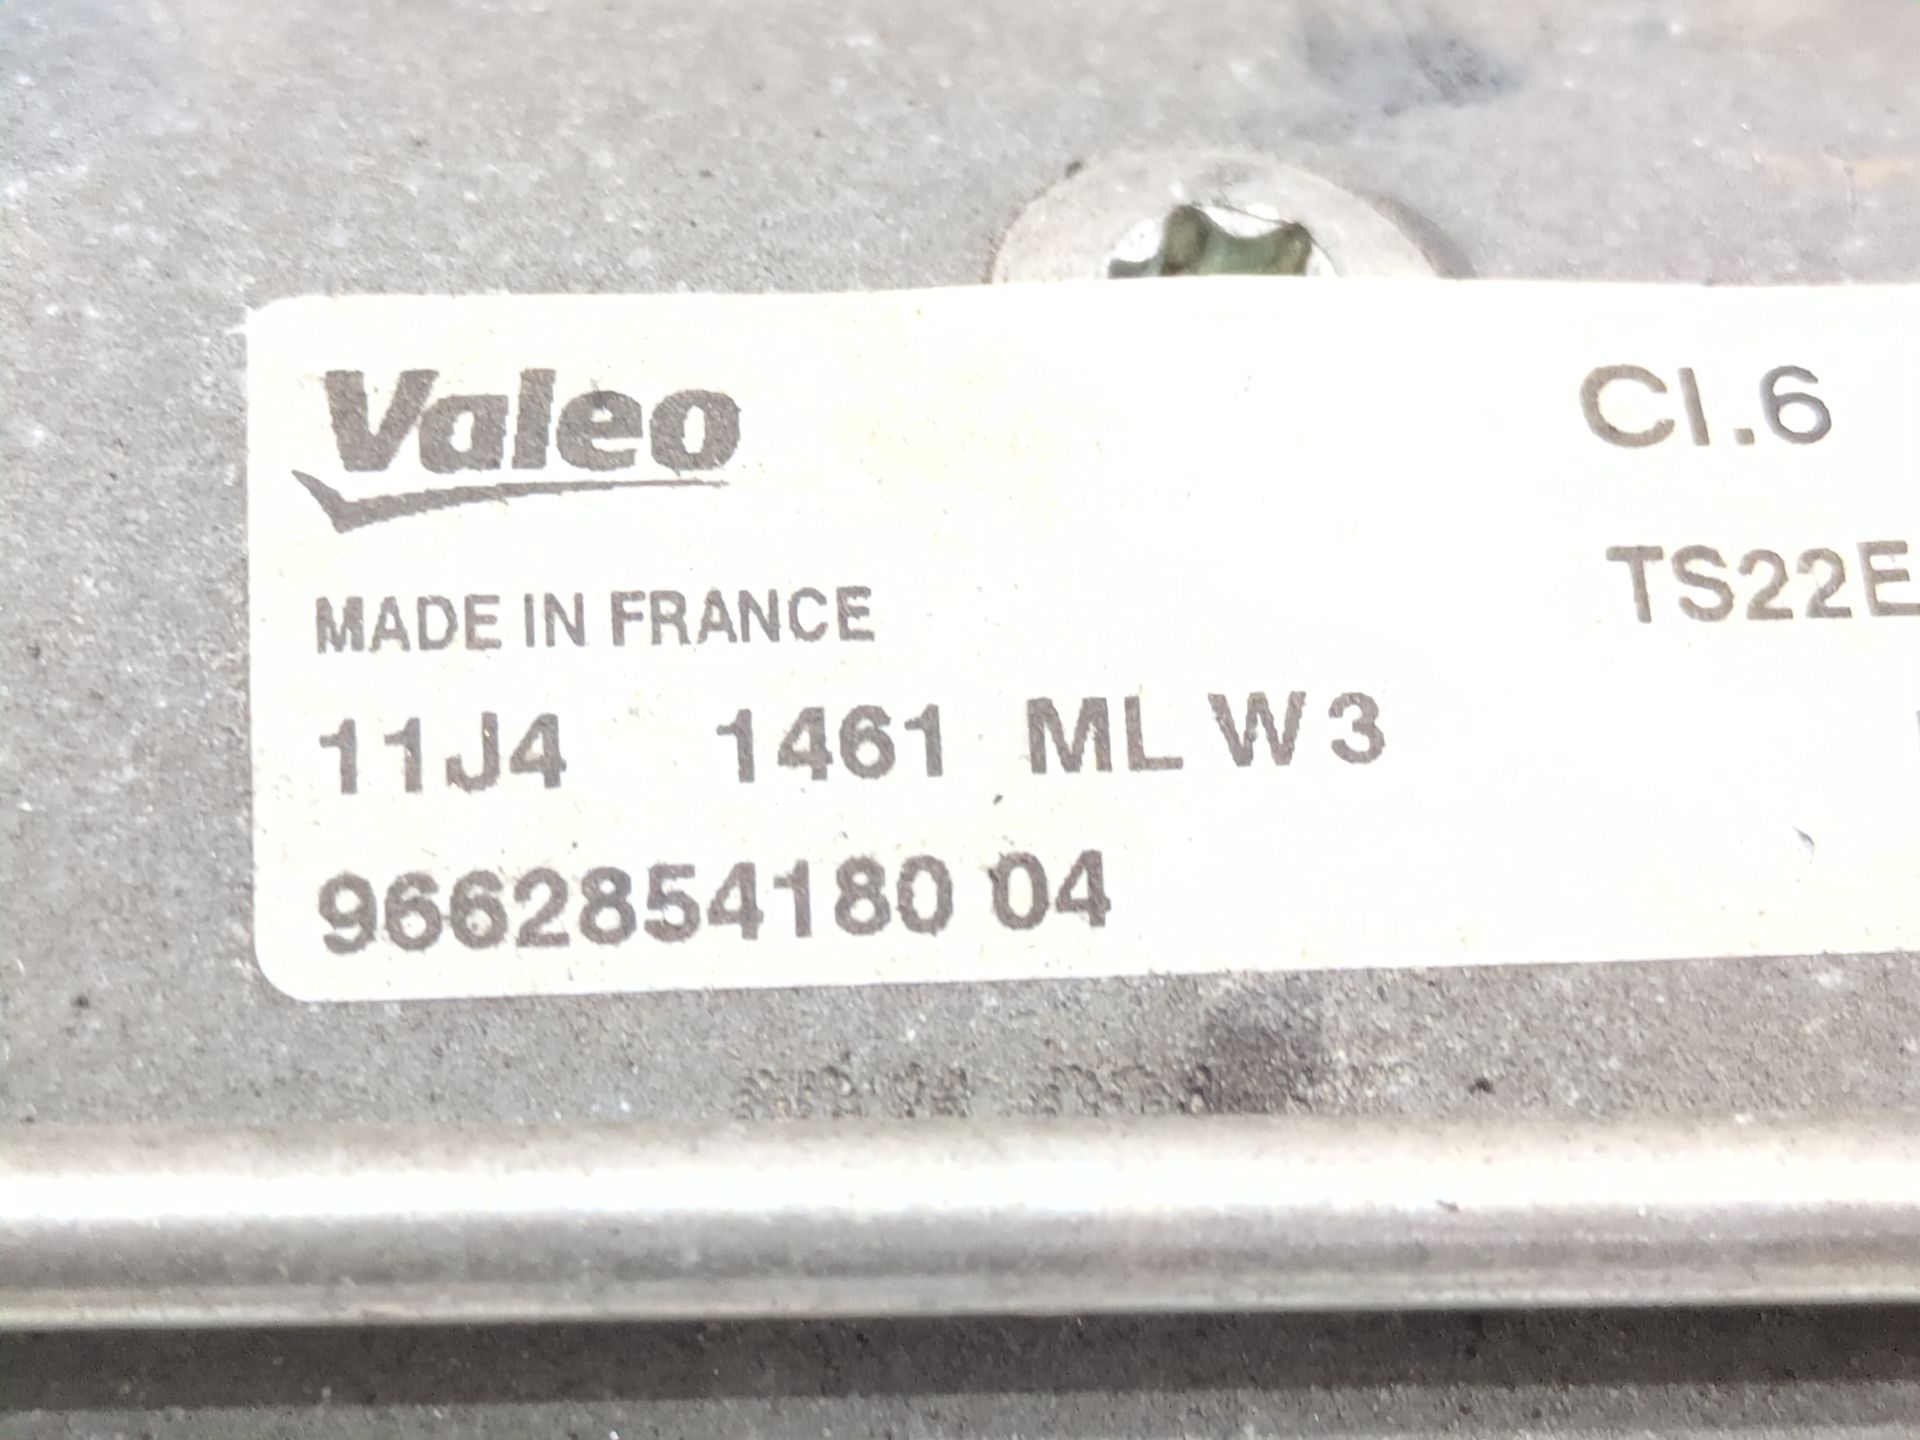 Valeo
Cl.6
MADE IN FRANCE
TS22E
11J4 1461 ML W3
9662854180 04